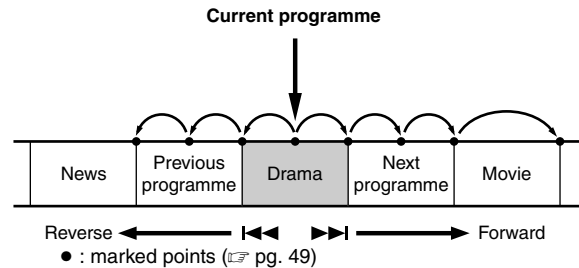 Current programme
News
Previous
programme
Drama
Next
programme
Movie
Reverse
Forward
● : marked points (☞ pg. 49)